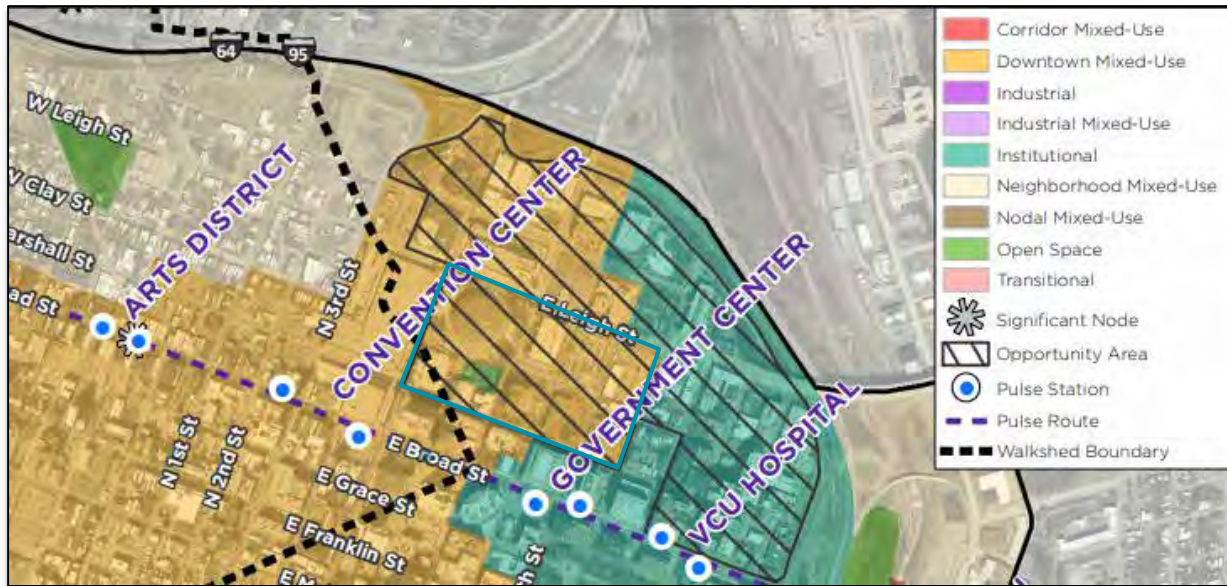 64
95
W Leigh St
W Clay St
arshall St
ad St
ARTS DISTRICT
N 3rd St
CONVENTION CENTER
E Leigh St
GOVERNMENT CENTER
VCU HOSPITAL
N 1st St
N 2nd St
E Broad St
E Grace St
E Franklin St
E M
h St
Corridor Mixed-Use
Downtown Mixed-Use
Industrial
Industrial Mixed-Use
Institutional
Neighborhood Mixed-Use
Nodal Mixed-Use
Open Space
Transitional
Significant Node
Opportunity Area
Pulse Station
Pulse Route
Walkshed Boundary